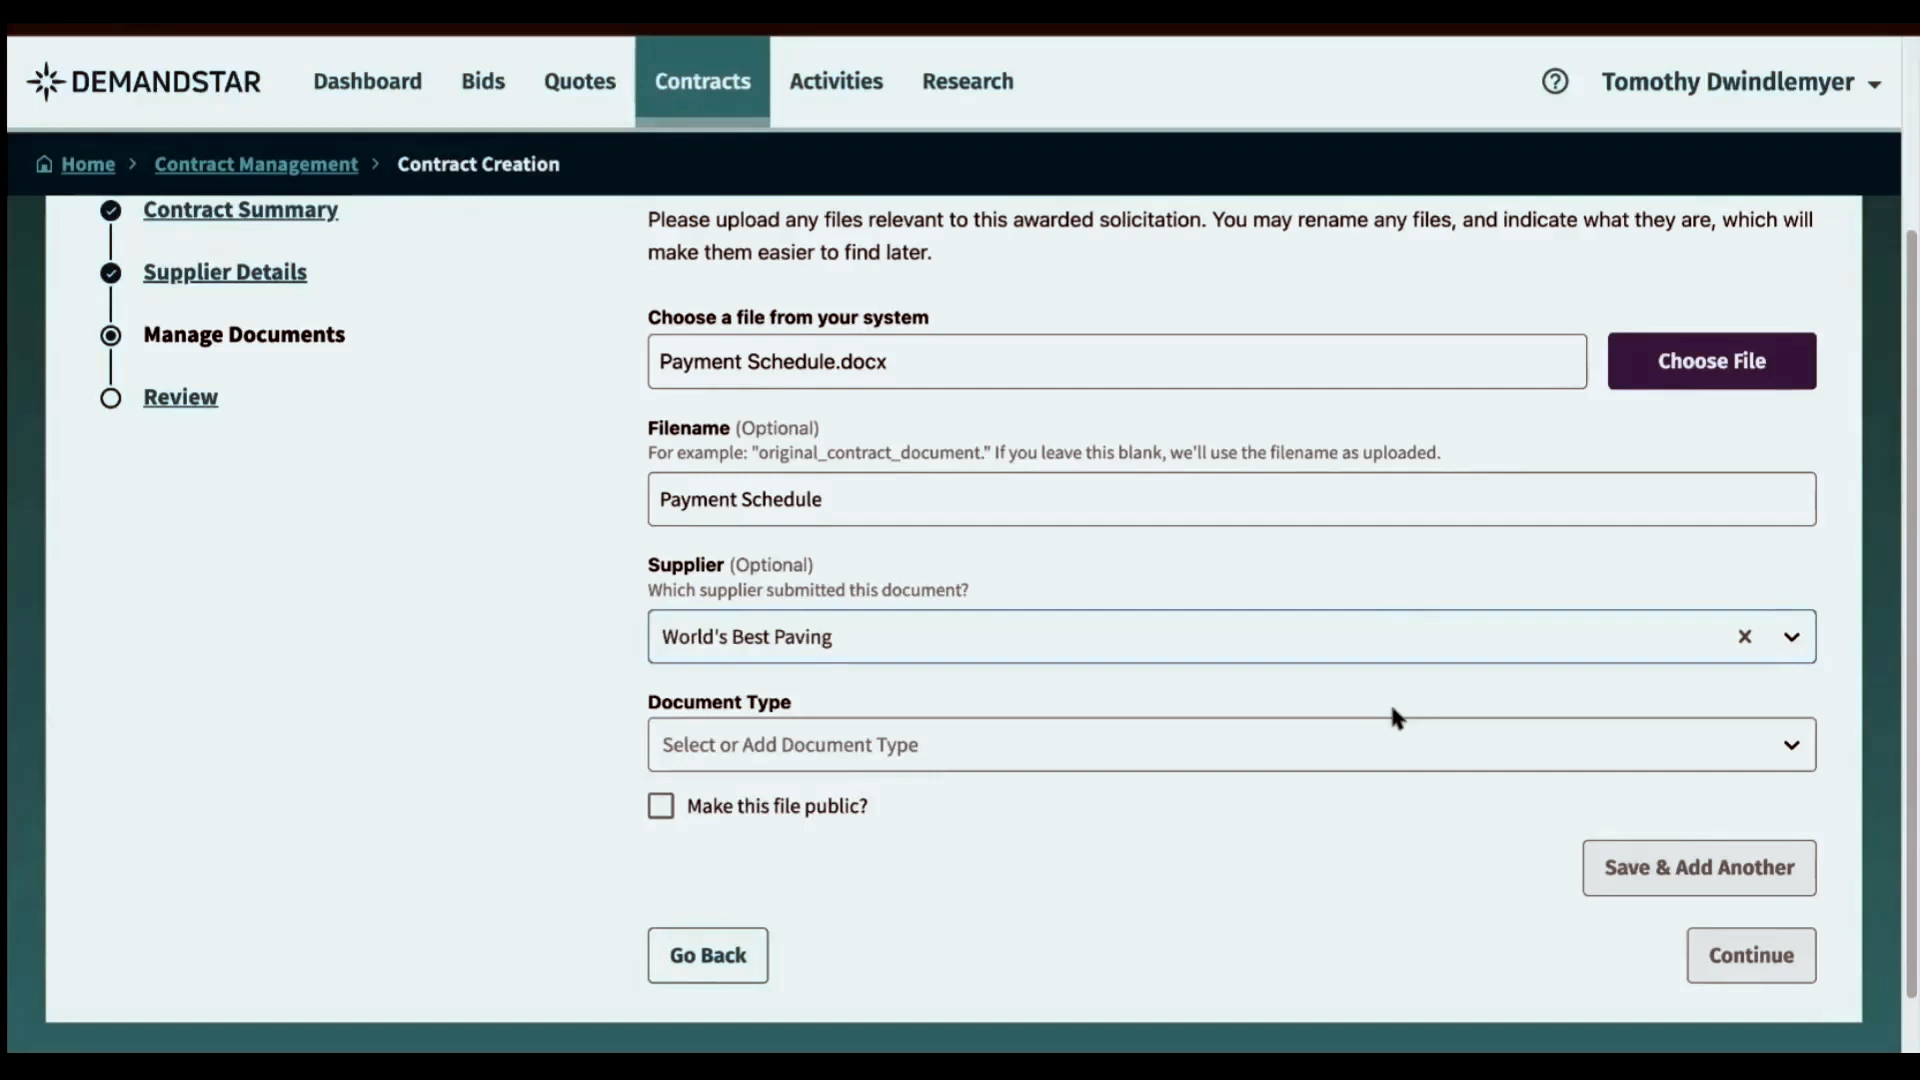 DEMANDSTAR
Dashboard
Bids
Quotes
Contracts
Activities
Research
Tomothy Dwindlemyer
Home > Contract Management > Contract Creation
Contract Summary
Supplier Details
Manage Documents
Review
Please upload any files relevant to this awarded solicitation. You may rename any files, and indicate what they are, which will
make them easier to find later.
Choose a file from your system
Payment Schedule.docx
Choose File
Filename (Optional)
For example: "original_contract_document." If you leave this blank, we'll use the filename as uploaded.
Payment Schedule
Supplier (Optional)
Which supplier submitted this document?
World's Best Paving
Document Type
Select or Add Document Type
Make this file public?
Save & Add Another
Go Back
Continue